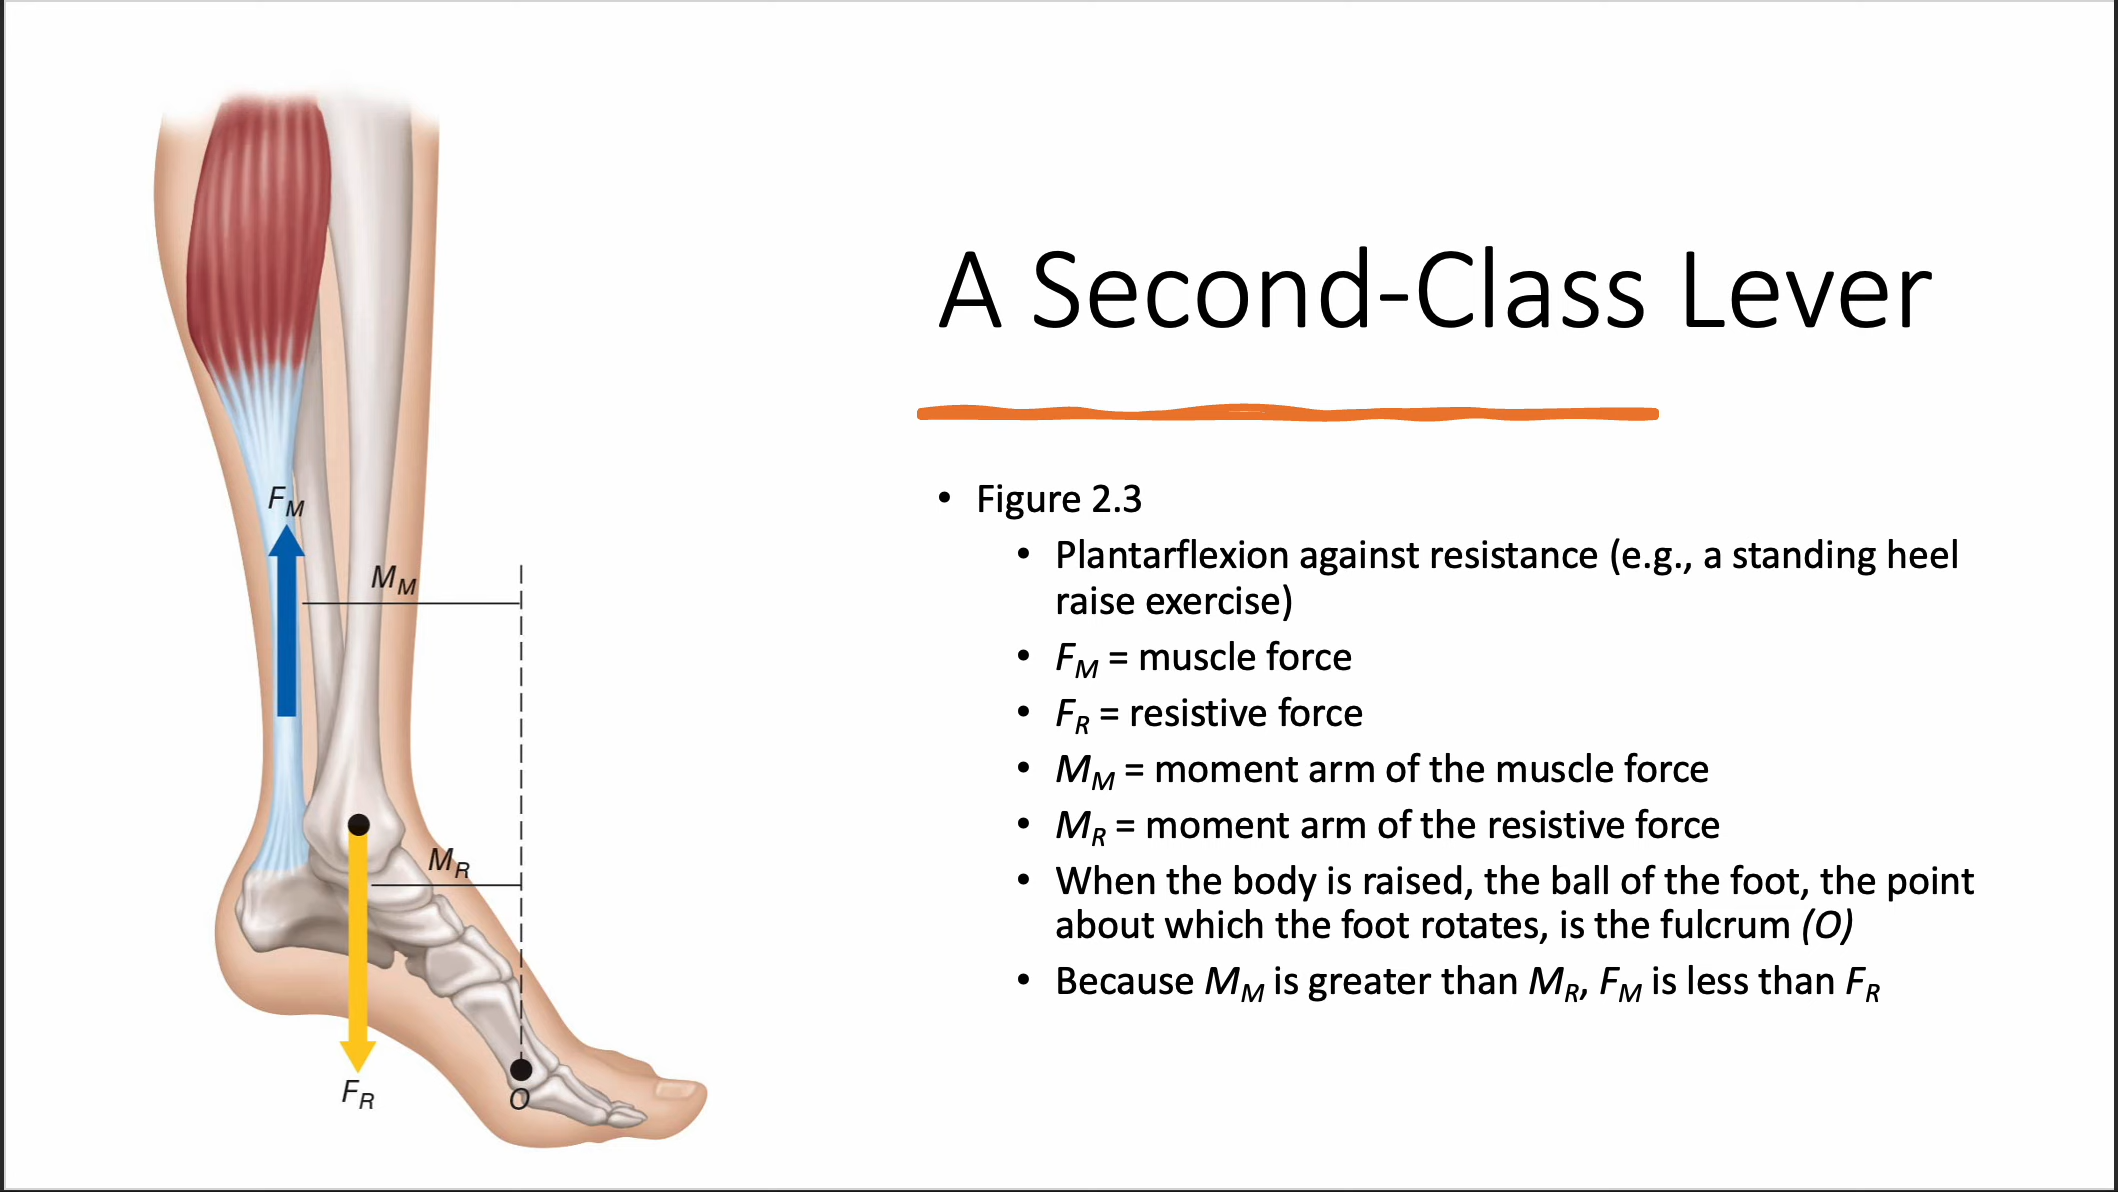 F_M
M_M
M_R
F_R
O
A Second-Class Lever
• Figure 2.3
• Plantarflexion against resistance (e.g., a standing heel
raise exercise)
• F_M = muscle force
• F_R = resistive force
• M_M = moment arm of the muscle force
• M_R = moment arm of the resistive force
• When the body is raised, the ball of the foot, the point
about which the foot rotates, is the fulcrum (O)
• Because M_M is greater than M_R, F_M is less than F_R